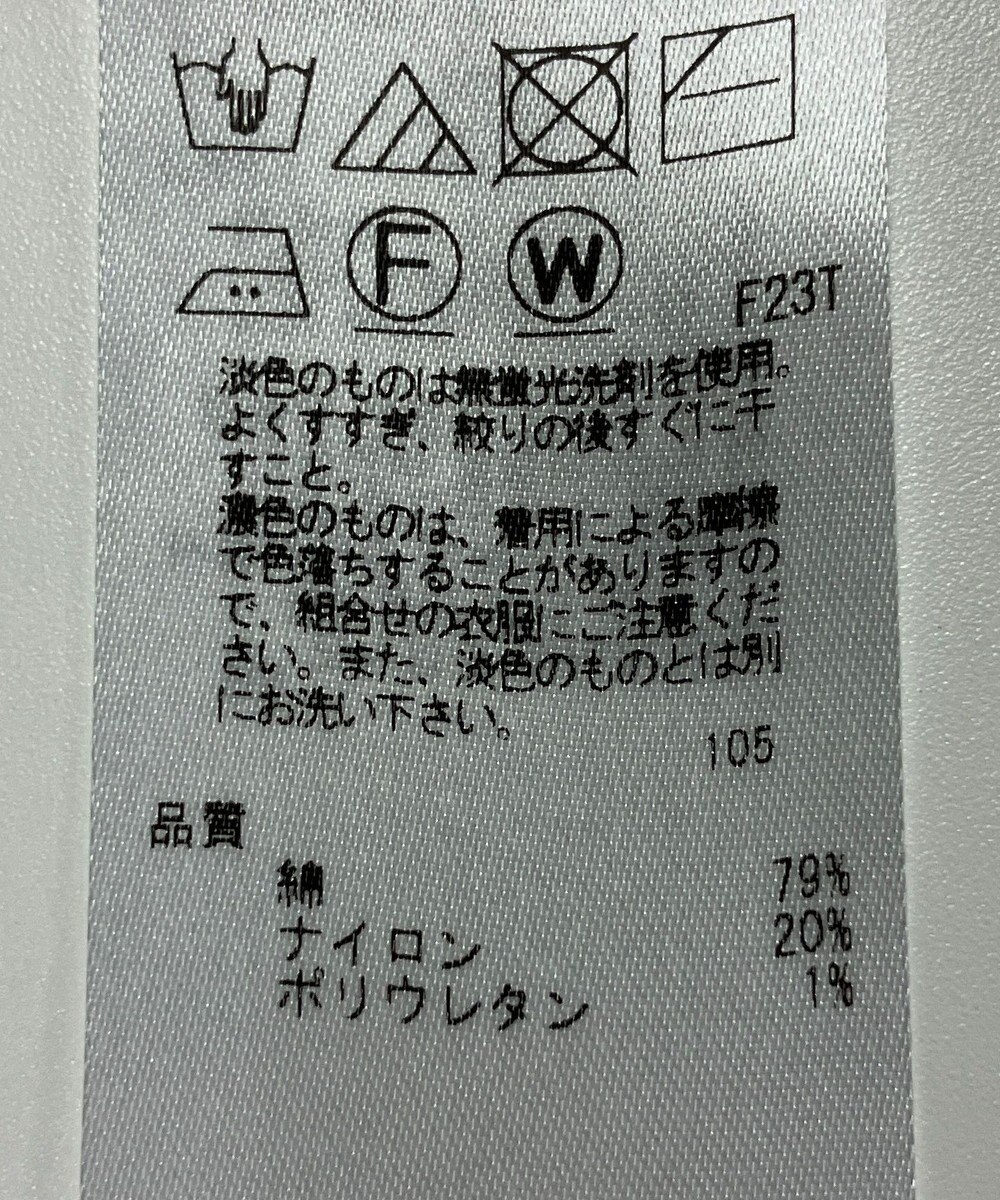 F
W
F23T
淡色のものは無蛍光洗剤を使用。
よくすすぎ、絞りの後すぐに干
すこと。
濃色のものは、着用による摩擦
で色落ちすることがありますの
で、組合せの衣服にご注意くだ
さい。また、淡色のものとは別
にお洗い下さい。
105
品質
綿 79%
ナイロン 20%
ポリウレタン 1%